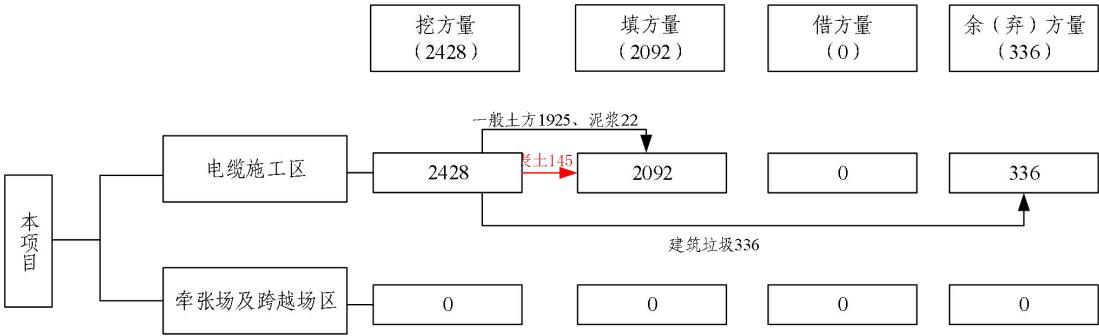 挖方量
（2428）
填方量
（2092）
借方量
（0）
余（弃）方量
（336）
一般土方1925、泥浆22
电缆施工区
2428
表土145
2092
0
336
本项目
建筑垃圾336
牵张场及跨越场区
0
0
0
0